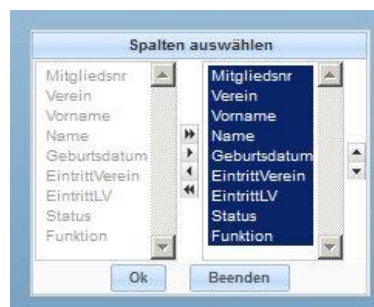 Spalten auswählen
Mitgliedsnr
Verein
Vorname
Name
Geburtsdatum
EintrittVerein
EintrittLV
Status
Funktion
Mitgliedsnr
Verein
Vorname
Name
Geburtsdatum
EintrittVerein
EintrittLV
Status
Funktion
Ok Beenden